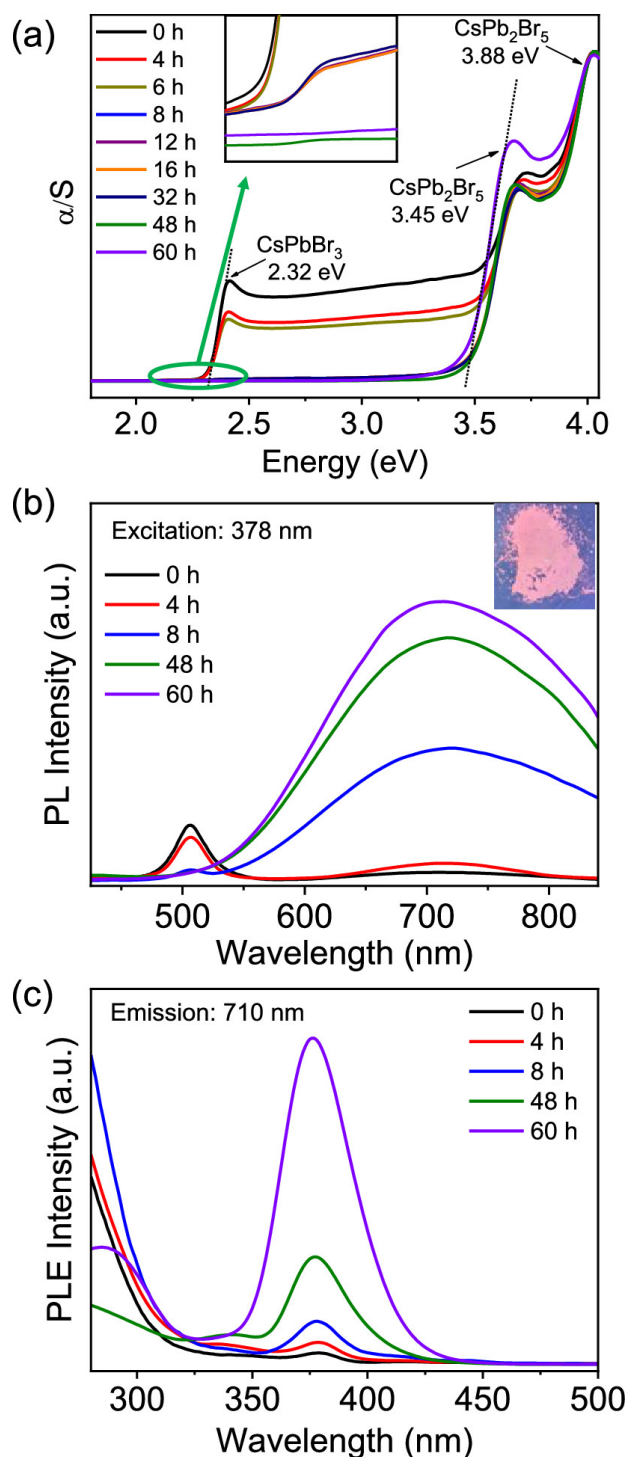 (a)
0 h
4 h
6 h
8 h
12 h
16 h
32 h
48 h
60 h
CsPb₂Br₅
3.88 eV
CsPb₂Br₅
3.45 eV
CsPbBr₃
2.32 eV
α/S
2.0 2.5 3.0 3.5 4.0
Energy (eV)
(b)
Excitation: 378 nm
0 h
4 h
8 h
48 h
60 h
PL Intensity (a.u.)
500 600 700 800
Wavelength (nm)
(c)
Emission: 710 nm
0 h
4 h
8 h
48 h
60 h
PLE Intensity (a.u.)
300 350 400 450 500
Wavelength (nm)